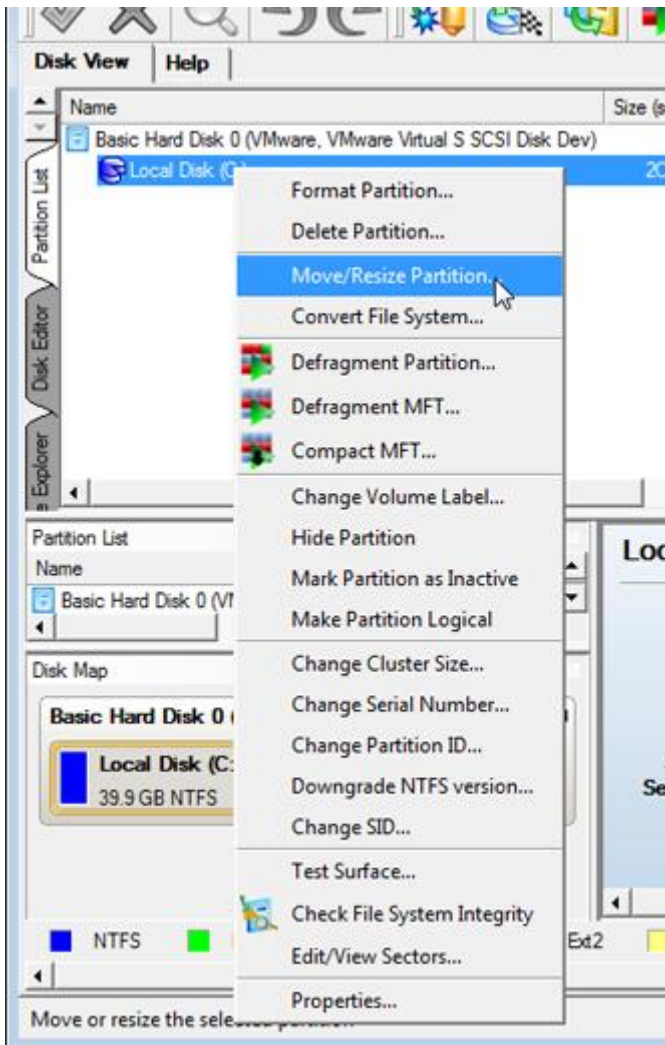 Disk View
Help
Name
Size (s
Basic Hard Disk 0 (VMware, VMware Virtual S SCSI Disk Dev)
Local Disk (C:
20
Partition List
Disk Editor
e Explorer
Format Partition...
Delete Partition...
Move/Resize Partition...
Convert File System...
Defragment Partition...
Defragment MFT...
Compact MFT...
Change Volume Label...
Hide Partition
Mark Partition as Inactive
Make Partition Logical
Change Cluster Size...
Change Serial Number...
Change Partition ID...
Downgrade NTFS version...
Change SID...
Test Surface...
Check File System Integrity
Edit/View Sectors...
Properties...
Partition List
Name
Basic Hard Disk 0 (VM
Loc
Disk Map
Basic Hard Disk 0 (
Local Disk (C:
39.9 GB NTFS
Se
NTFS
Ext2
Move or resize the selected partition